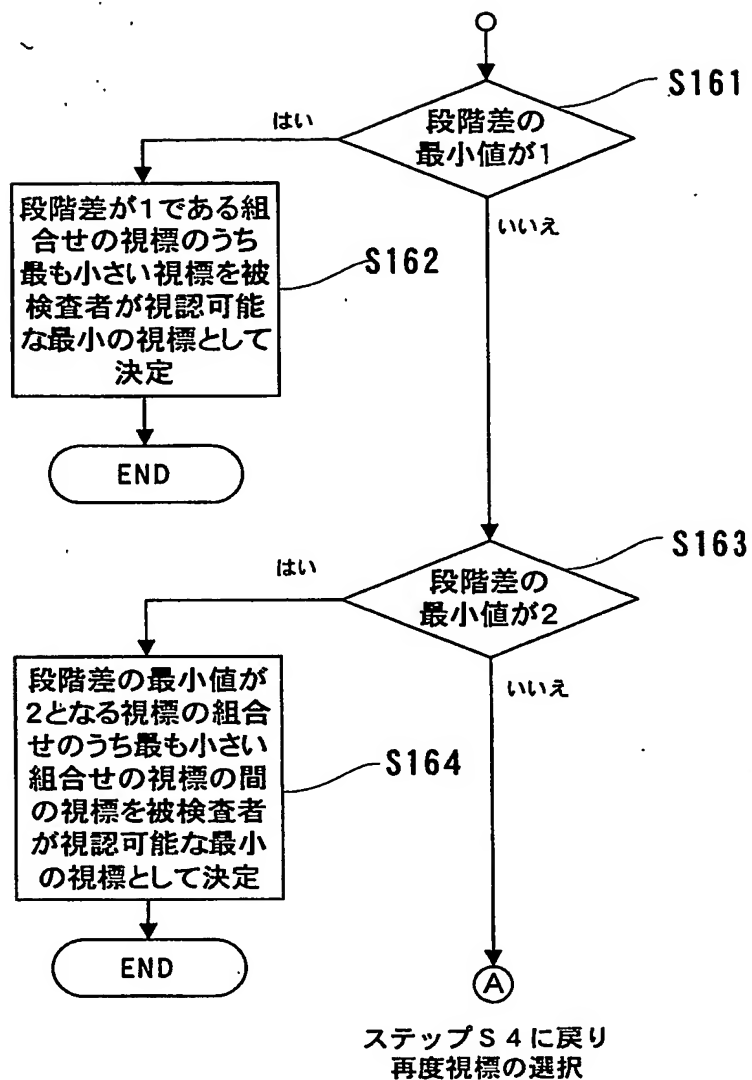 S161
段階差の
最小値が1
はい
いいえ
段階差が1である組
合せの視標のうち
最も小さい視標を被
検査者が視認可能
な最小の視標として
決定
S162
END
S163
段階差の
最小値が2
はい
いいえ
段階差の最小値が
2となる視標の組合
せのうち最も小さい
組合せの視標の間
の視標を被検査者
が視認可能な最小
の視標として決定
S164
END
A
ステップS4に戻り
再度視標の選択